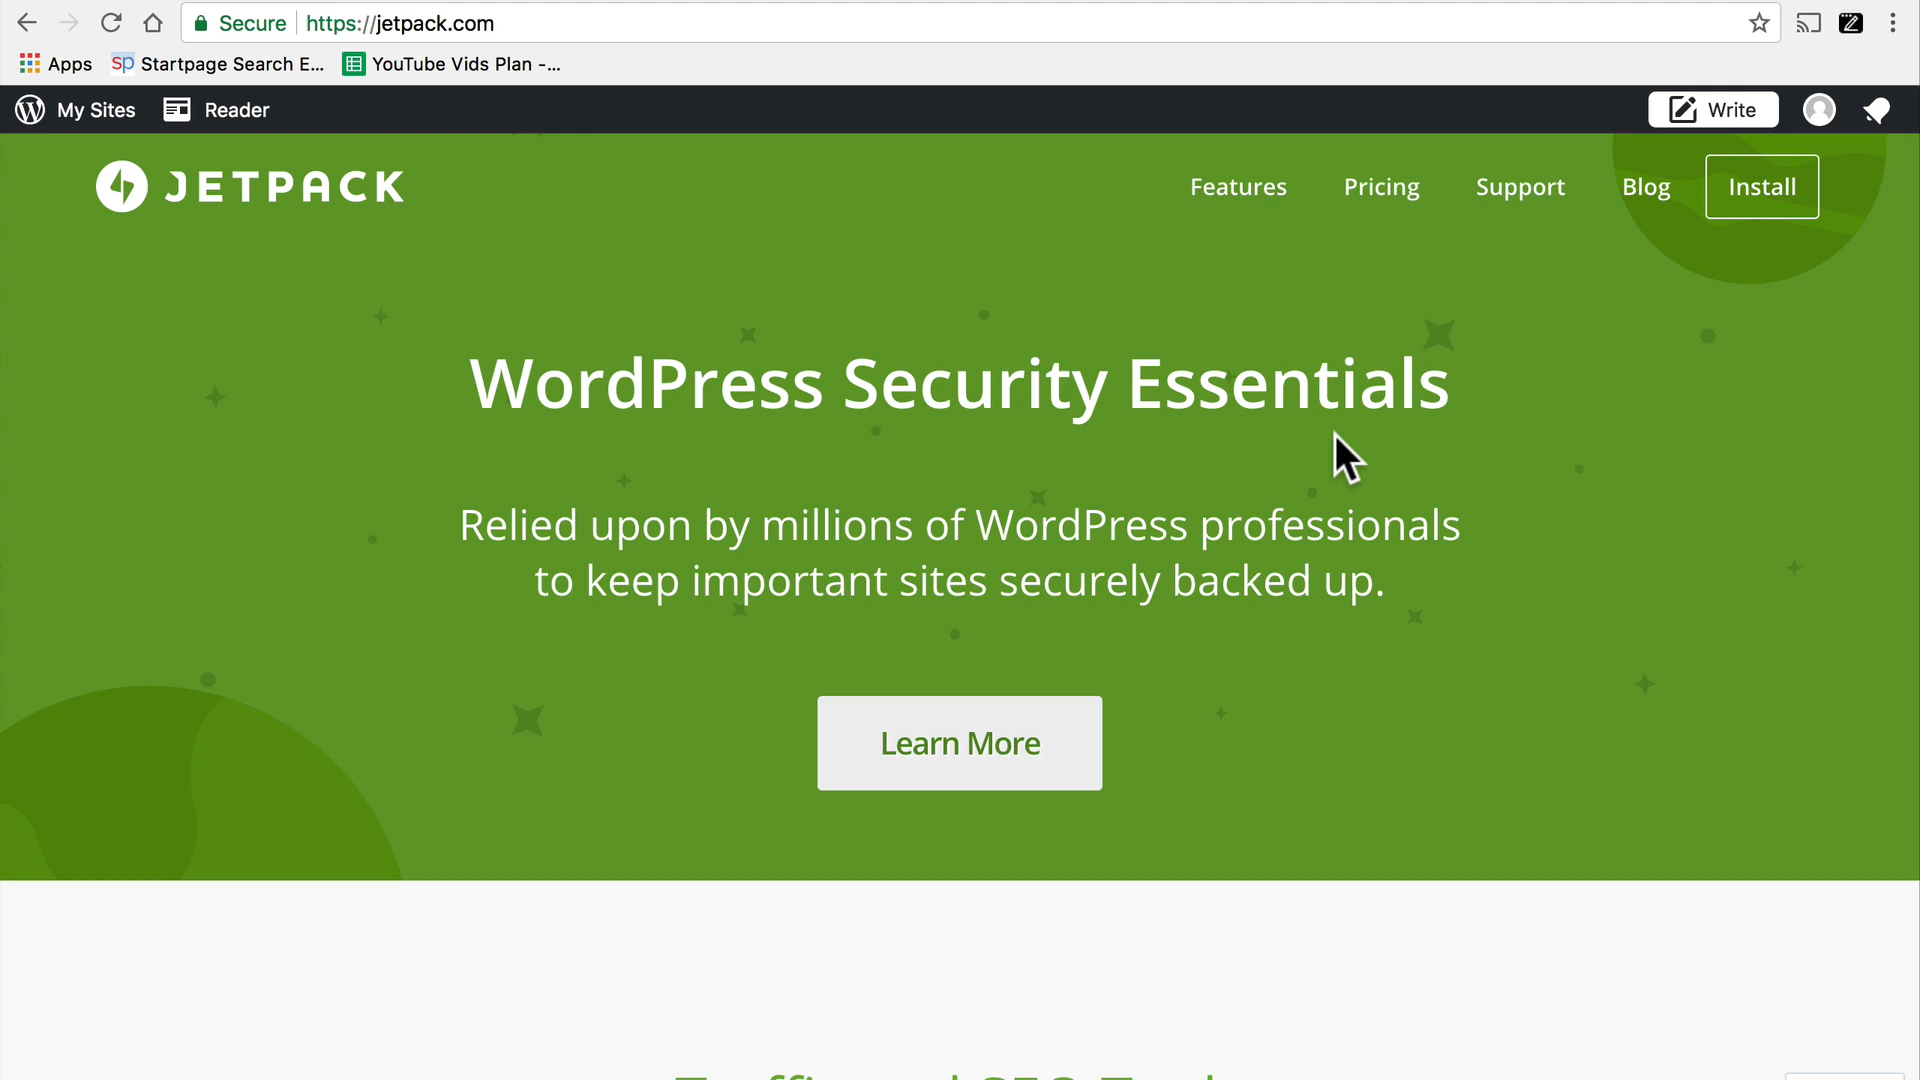 Secure https://jetpack.com
Apps Startpage Search E... YouTube Vids Plan -...
My Sites Reader Write
JETPACK Features Pricing Support Blog Install
WordPress Security Essentials
Relied upon by millions of WordPress professionals
to keep important sites securely backed up.
Learn More